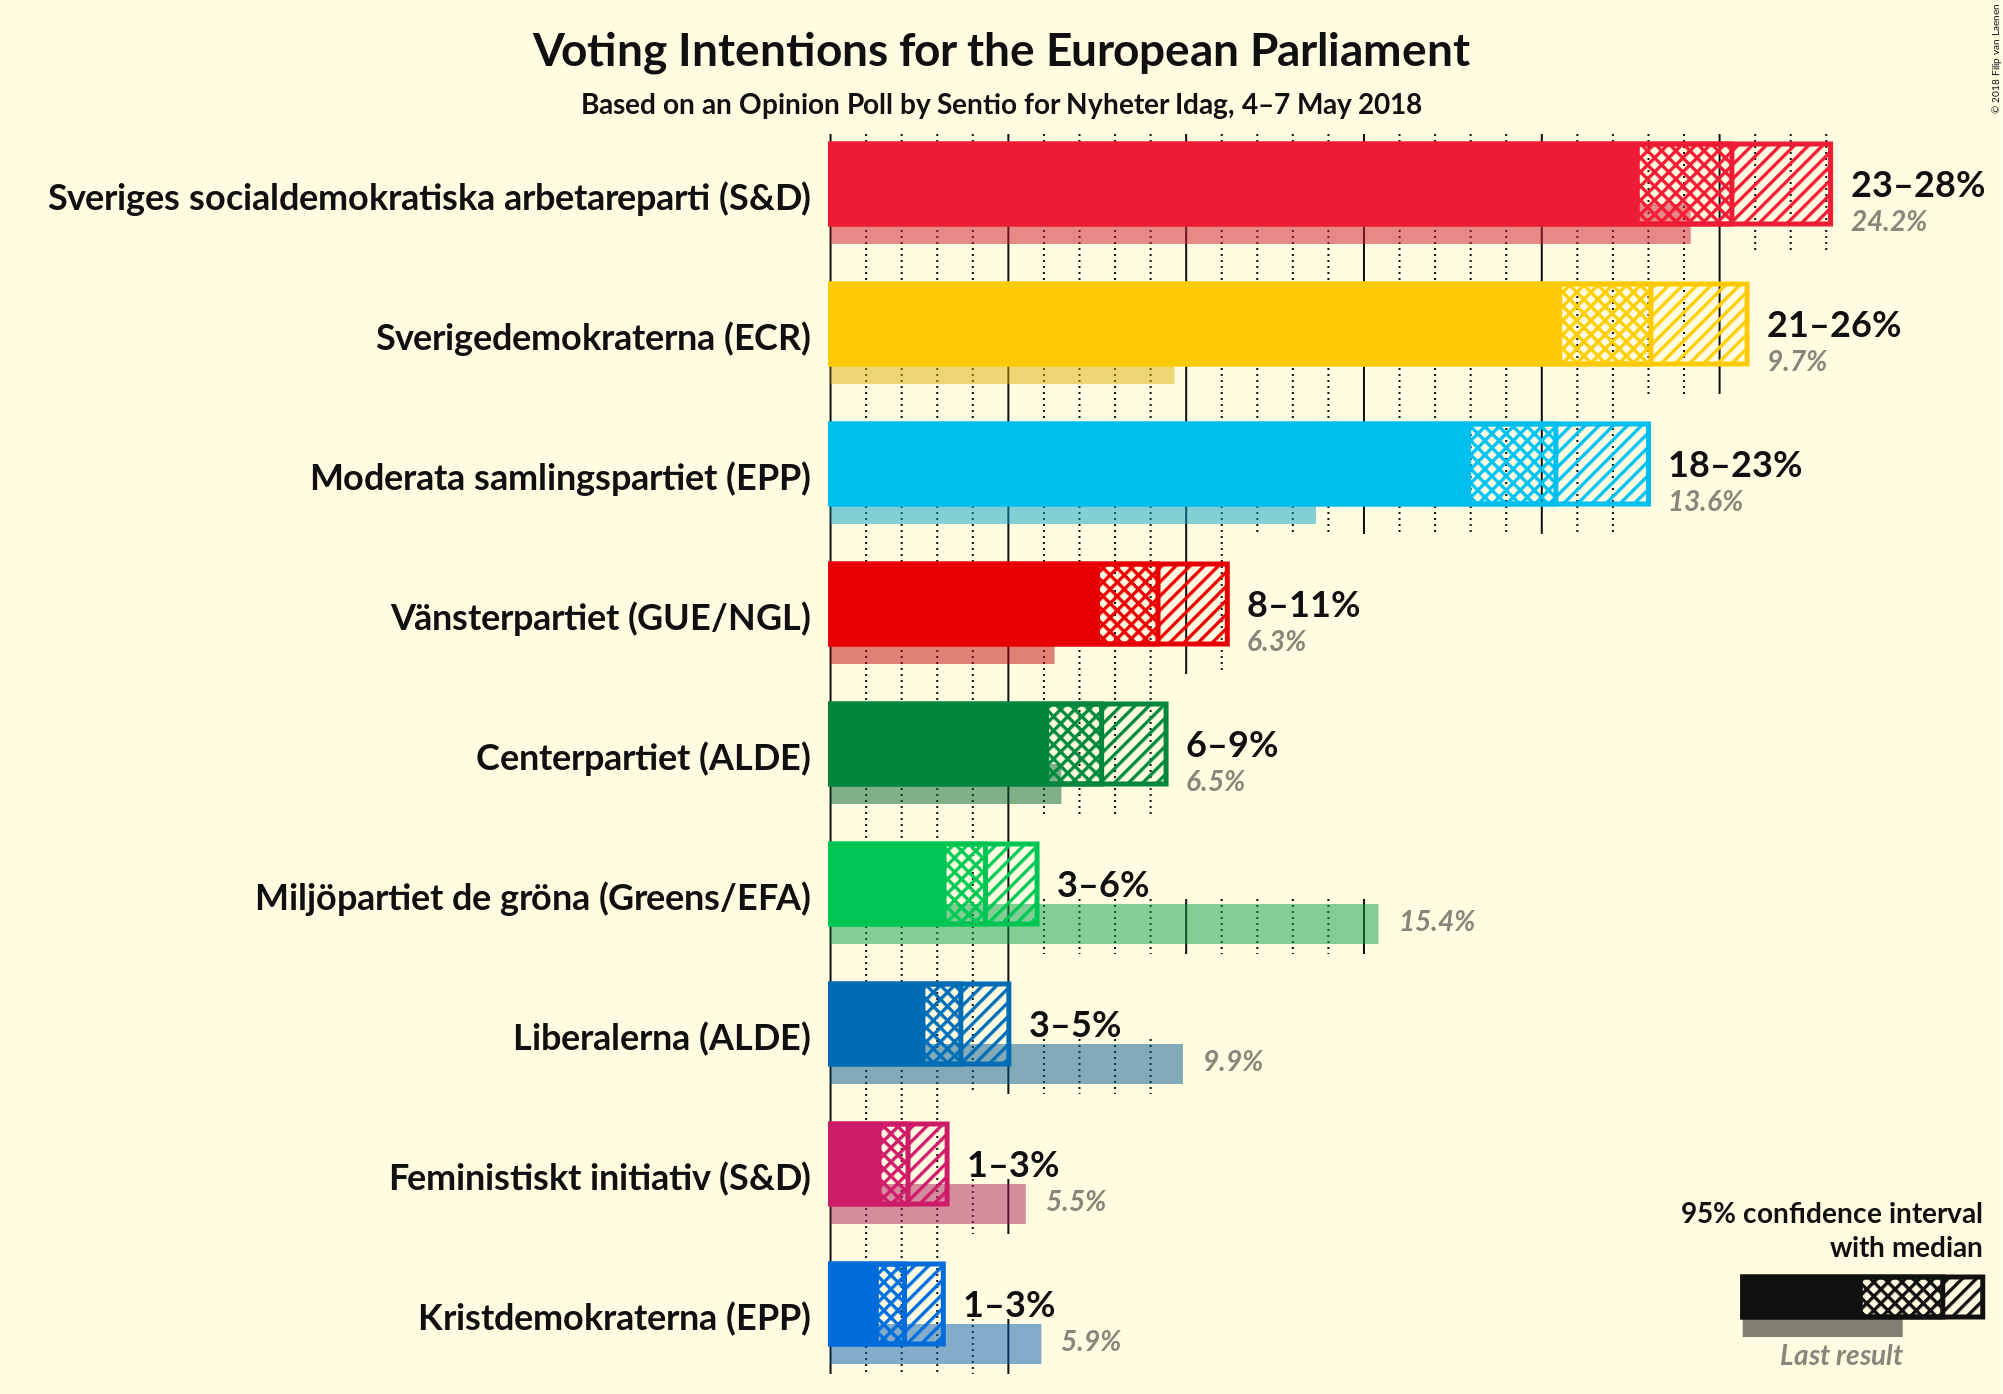 Voting Intentions for the European Parliament
Based on an Opinion Poll by Sentio for Nyheter Idag, 4–7 May 2018
© 2018 Filip van Laenen
Sveriges socialdemokratiska arbetareparti (S&D)
23–28%
24.2%
Sverigedemokraterna (ECR)
21–26%
9.7%
Moderata samlingspartiet (EPP)
18–23%
13.6%
Vänsterpartiet (GUE/NGL)
8–11%
6.3%
Centerpartiet (ALDE)
6–9%
6.5%
Miljöpartiet de gröna (Greens/EFA)
3–6%
15.4%
Liberalerna (ALDE)
3–5%
9.9%
Feministiskt initiativ (S&D)
1–3%
5.5%
Kristdemokraterna (EPP)
1–3%
5.9%
95% confidence interval
with median
Last result